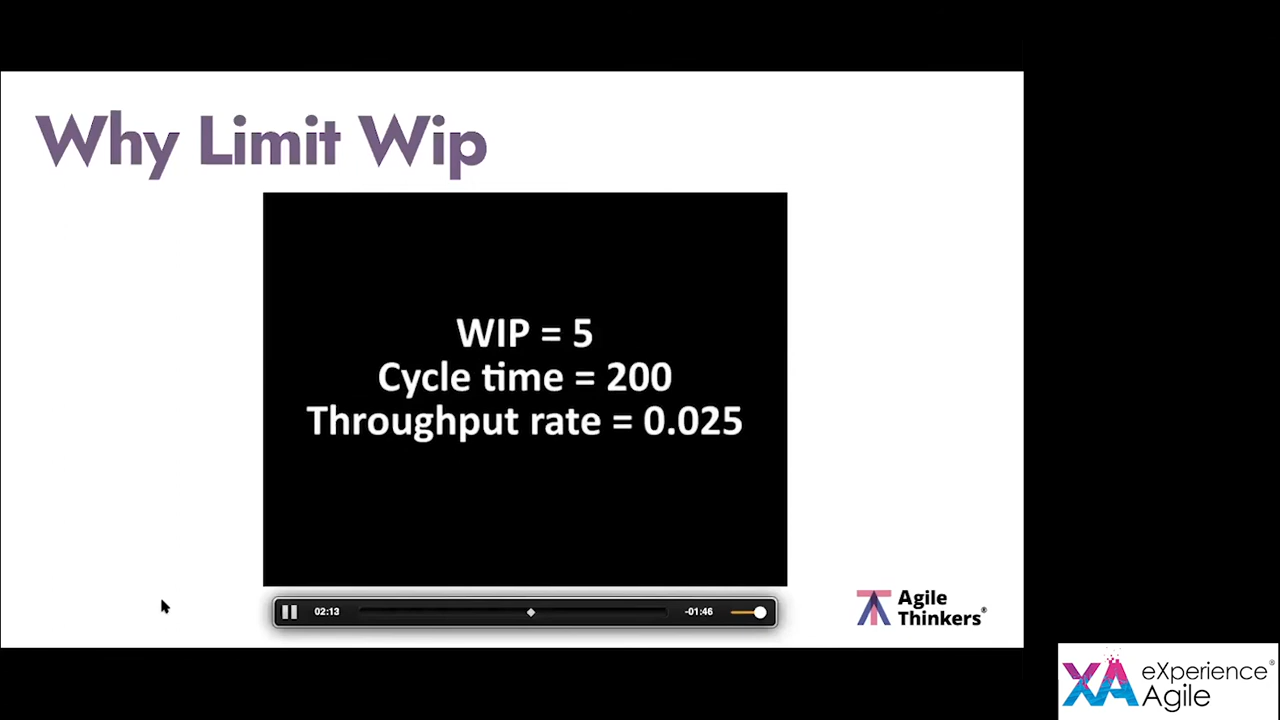 Why Limit Wip
WIP = 5
Cycle time = 200
Throughput rate = 0.025
02:13
-01:46
Agile
Thinkers®
XA eXperience®
Agile